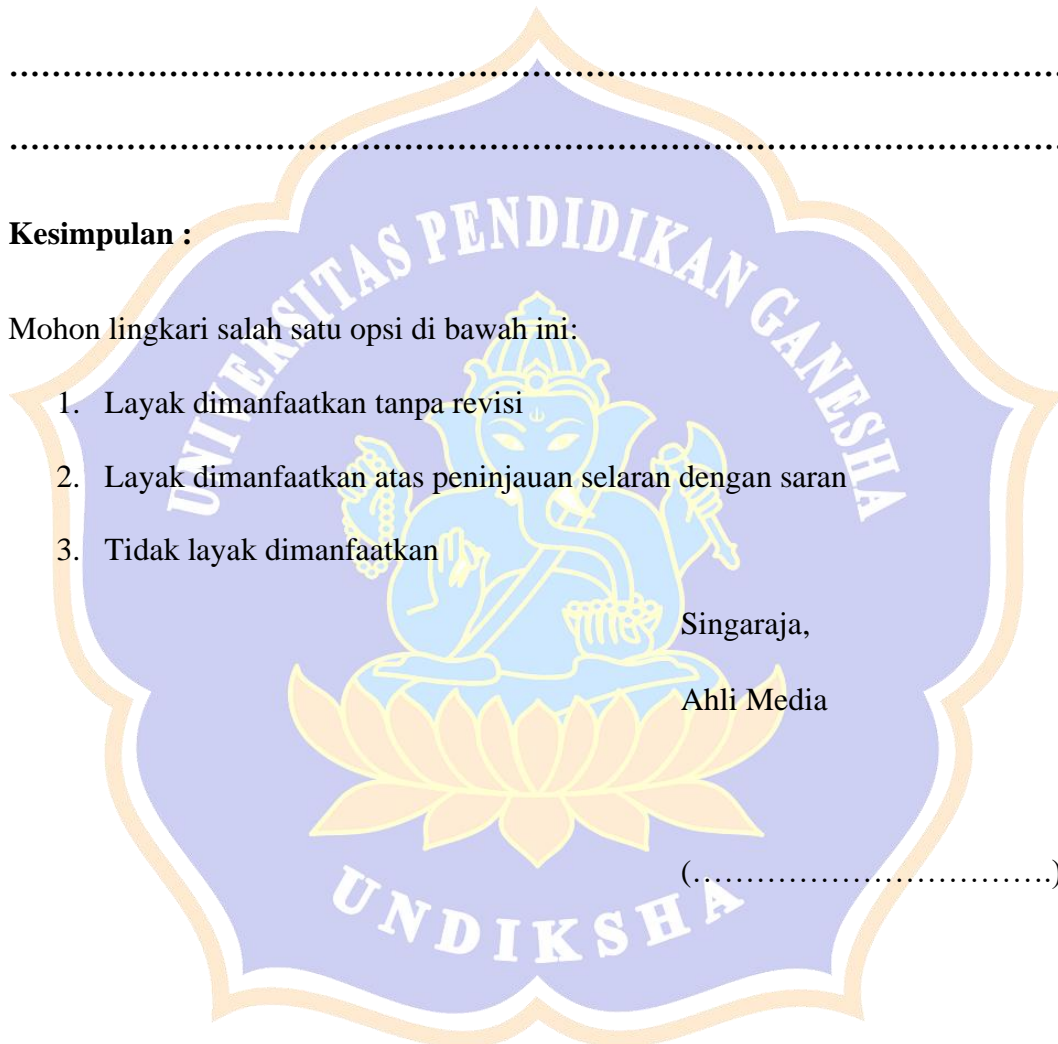 ………………………………………………………………………………………
………………………………………………………………………………………
Kesimpulan :
Mohon lingkari salah satu opsi di bawah ini:
1. Layak dimanfaatkan tanpa revisi
2. Layak dimanfaatkan atas peninjauan selaran dengan saran
3. Tidak layak dimanfaatkan
Singaraja,
Ahli Media
(…………………………….)
UNIVERSITAS PENDIDIKAN GANESHA
UNDIKSHA